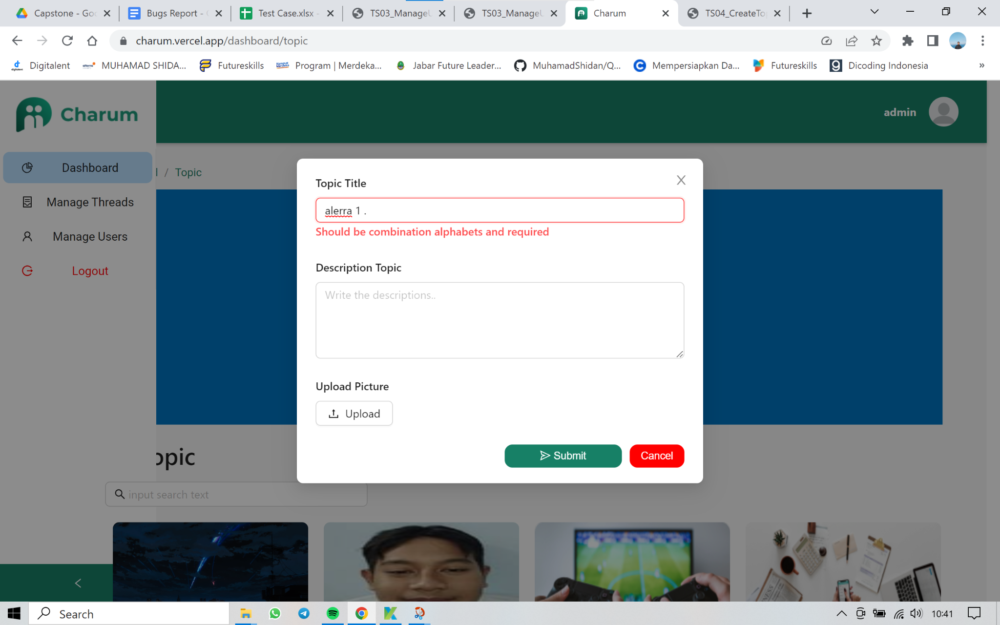 Capstone - Goo
Bugs Report -
Test Case.xlsx -
TS03_ManageU
TS03_ManageU
Charum
TS04_CreateTop
charum.vercel.app/dashboard/topic
Digitalent
MUHAMAD SHIDA...
Futureskills
Program | Merdeka...
Jabar Future Leader...
MuhamadShidan/Q...
Mempersiapkan Da...
Futureskills
Dicoding Indonesia
»
Charum
admin
Dashboard
Manage Threads
Manage Users
Logout
l / Topic
Topic Title
alerra 1 .
Should be combination alphabets and required
Description Topic
Write the descriptions..
Upload Picture
Upload
Submit
Cancel
opic
input search text
Search
10:41